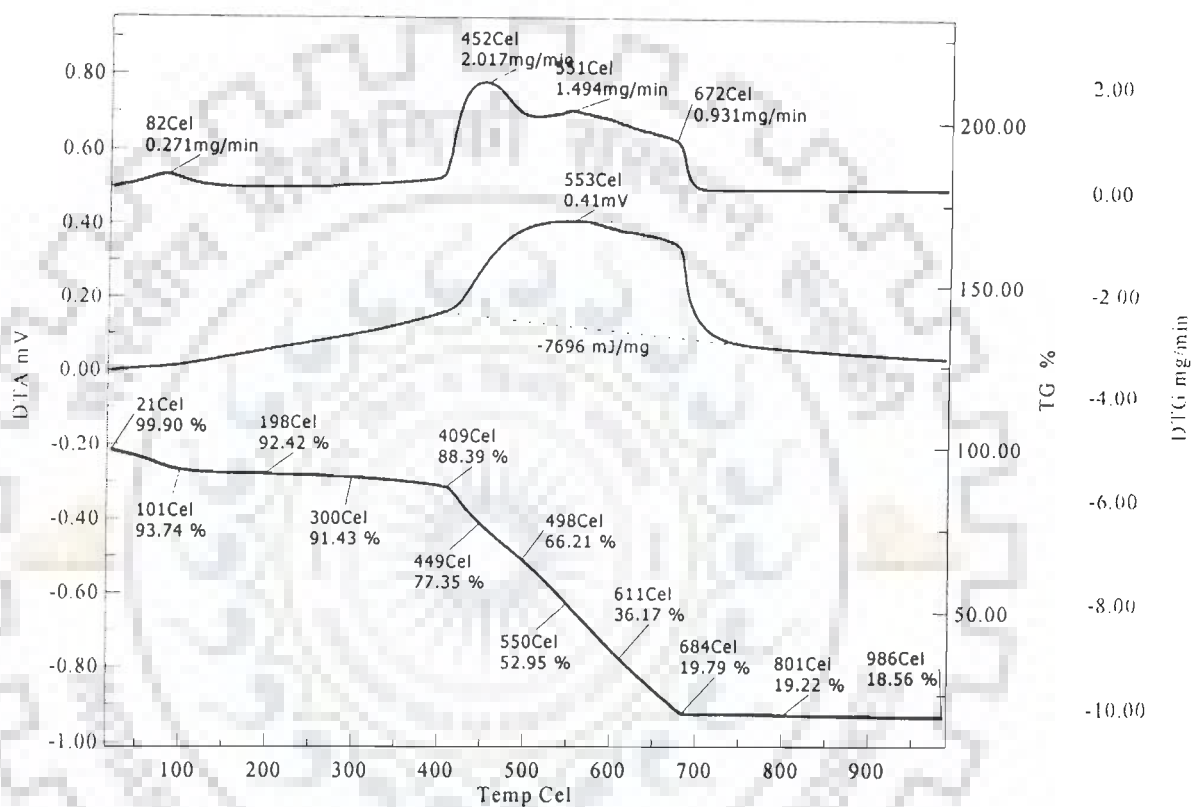 452Cel
2.017mg/min
551Cel
1.494mg/min
672Cel
0.931mg/min
82Cel
0.271mg/min
553Cel
0.41mV
-7696 mJ/mg
21Cel
99.90 %
198Cel
92.42 %
409Cel
88.39 %
101Cel
93.74 %
300Cel
91.43 %
449Cel
77.35 %
498Cel
66.21 %
550Cel
52.95 %
611Cel
36.17 %
684Cel
19.79 %
801Cel
19.22 %
986Cel
18.56 %
DTA mV
0.80
0.60
0.40
0.20
0.00
-0.20
-0.40
-0.60
-0.80
-1.00
TG %
200.00
150.00
100.00
50.00
DTG mg/min
2.00
0.00
-2 00
-4.00
-6.00
-8.00
-10.00
100 200 300 400 500 600 700 800 900
Temp Cel